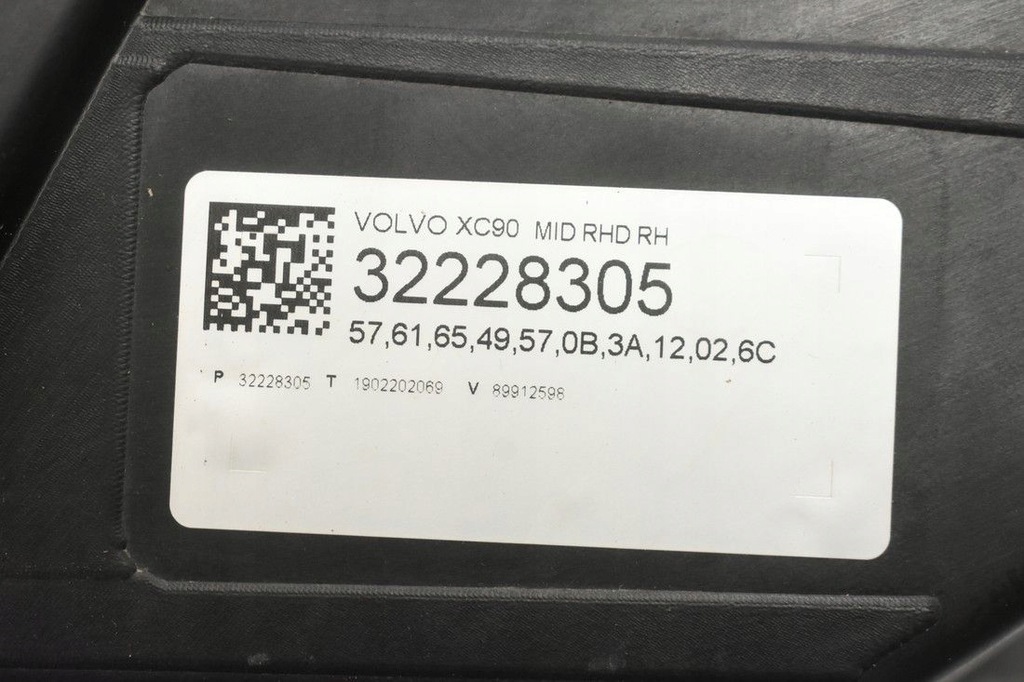 VOLVO XC90 MID RHD RH
32228305
57,61,65,49,57,0B,3A,12,02,6C
P 32228305 T 1902202069 V 89912598